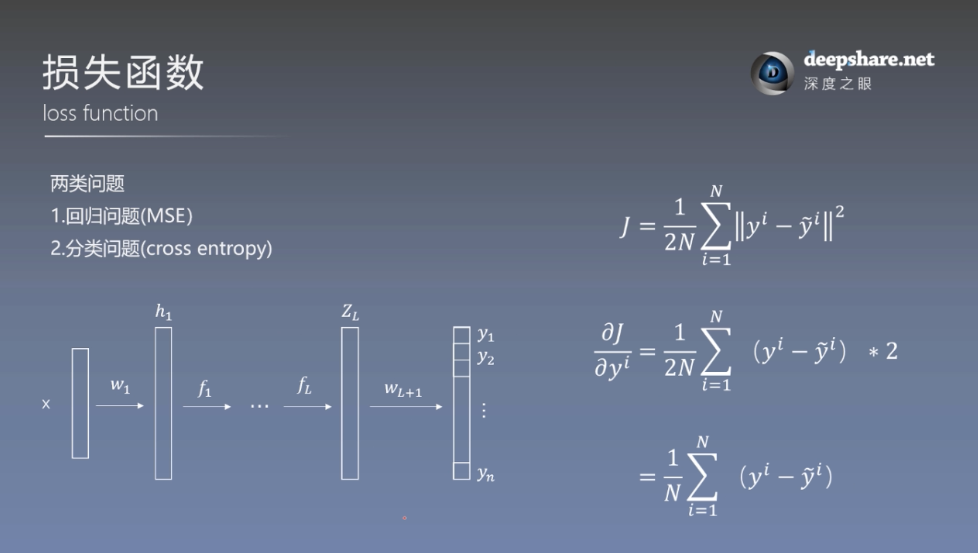 损失函数
loss function
deepshare.net
深度之眼
两类问题
1.回归问题(MSE)
2.分类问题(cross entropy)
J = \frac{1}{2N} \sum_{i=1}^{N} \| y^i - \tilde{y}^i \|^2
\frac{\partial J}{\partial y^i} = \frac{1}{2N} \sum_{i=1}^{N} (y^i - \tilde{y}^i) * 2
= \frac{1}{N} \sum_{i=1}^{N} (y^i - \tilde{y}^i)
h_1
Z_L
x
w_1
f_1
...
f_L
w_{L+1}
y_1
y_2
⋮
y_n